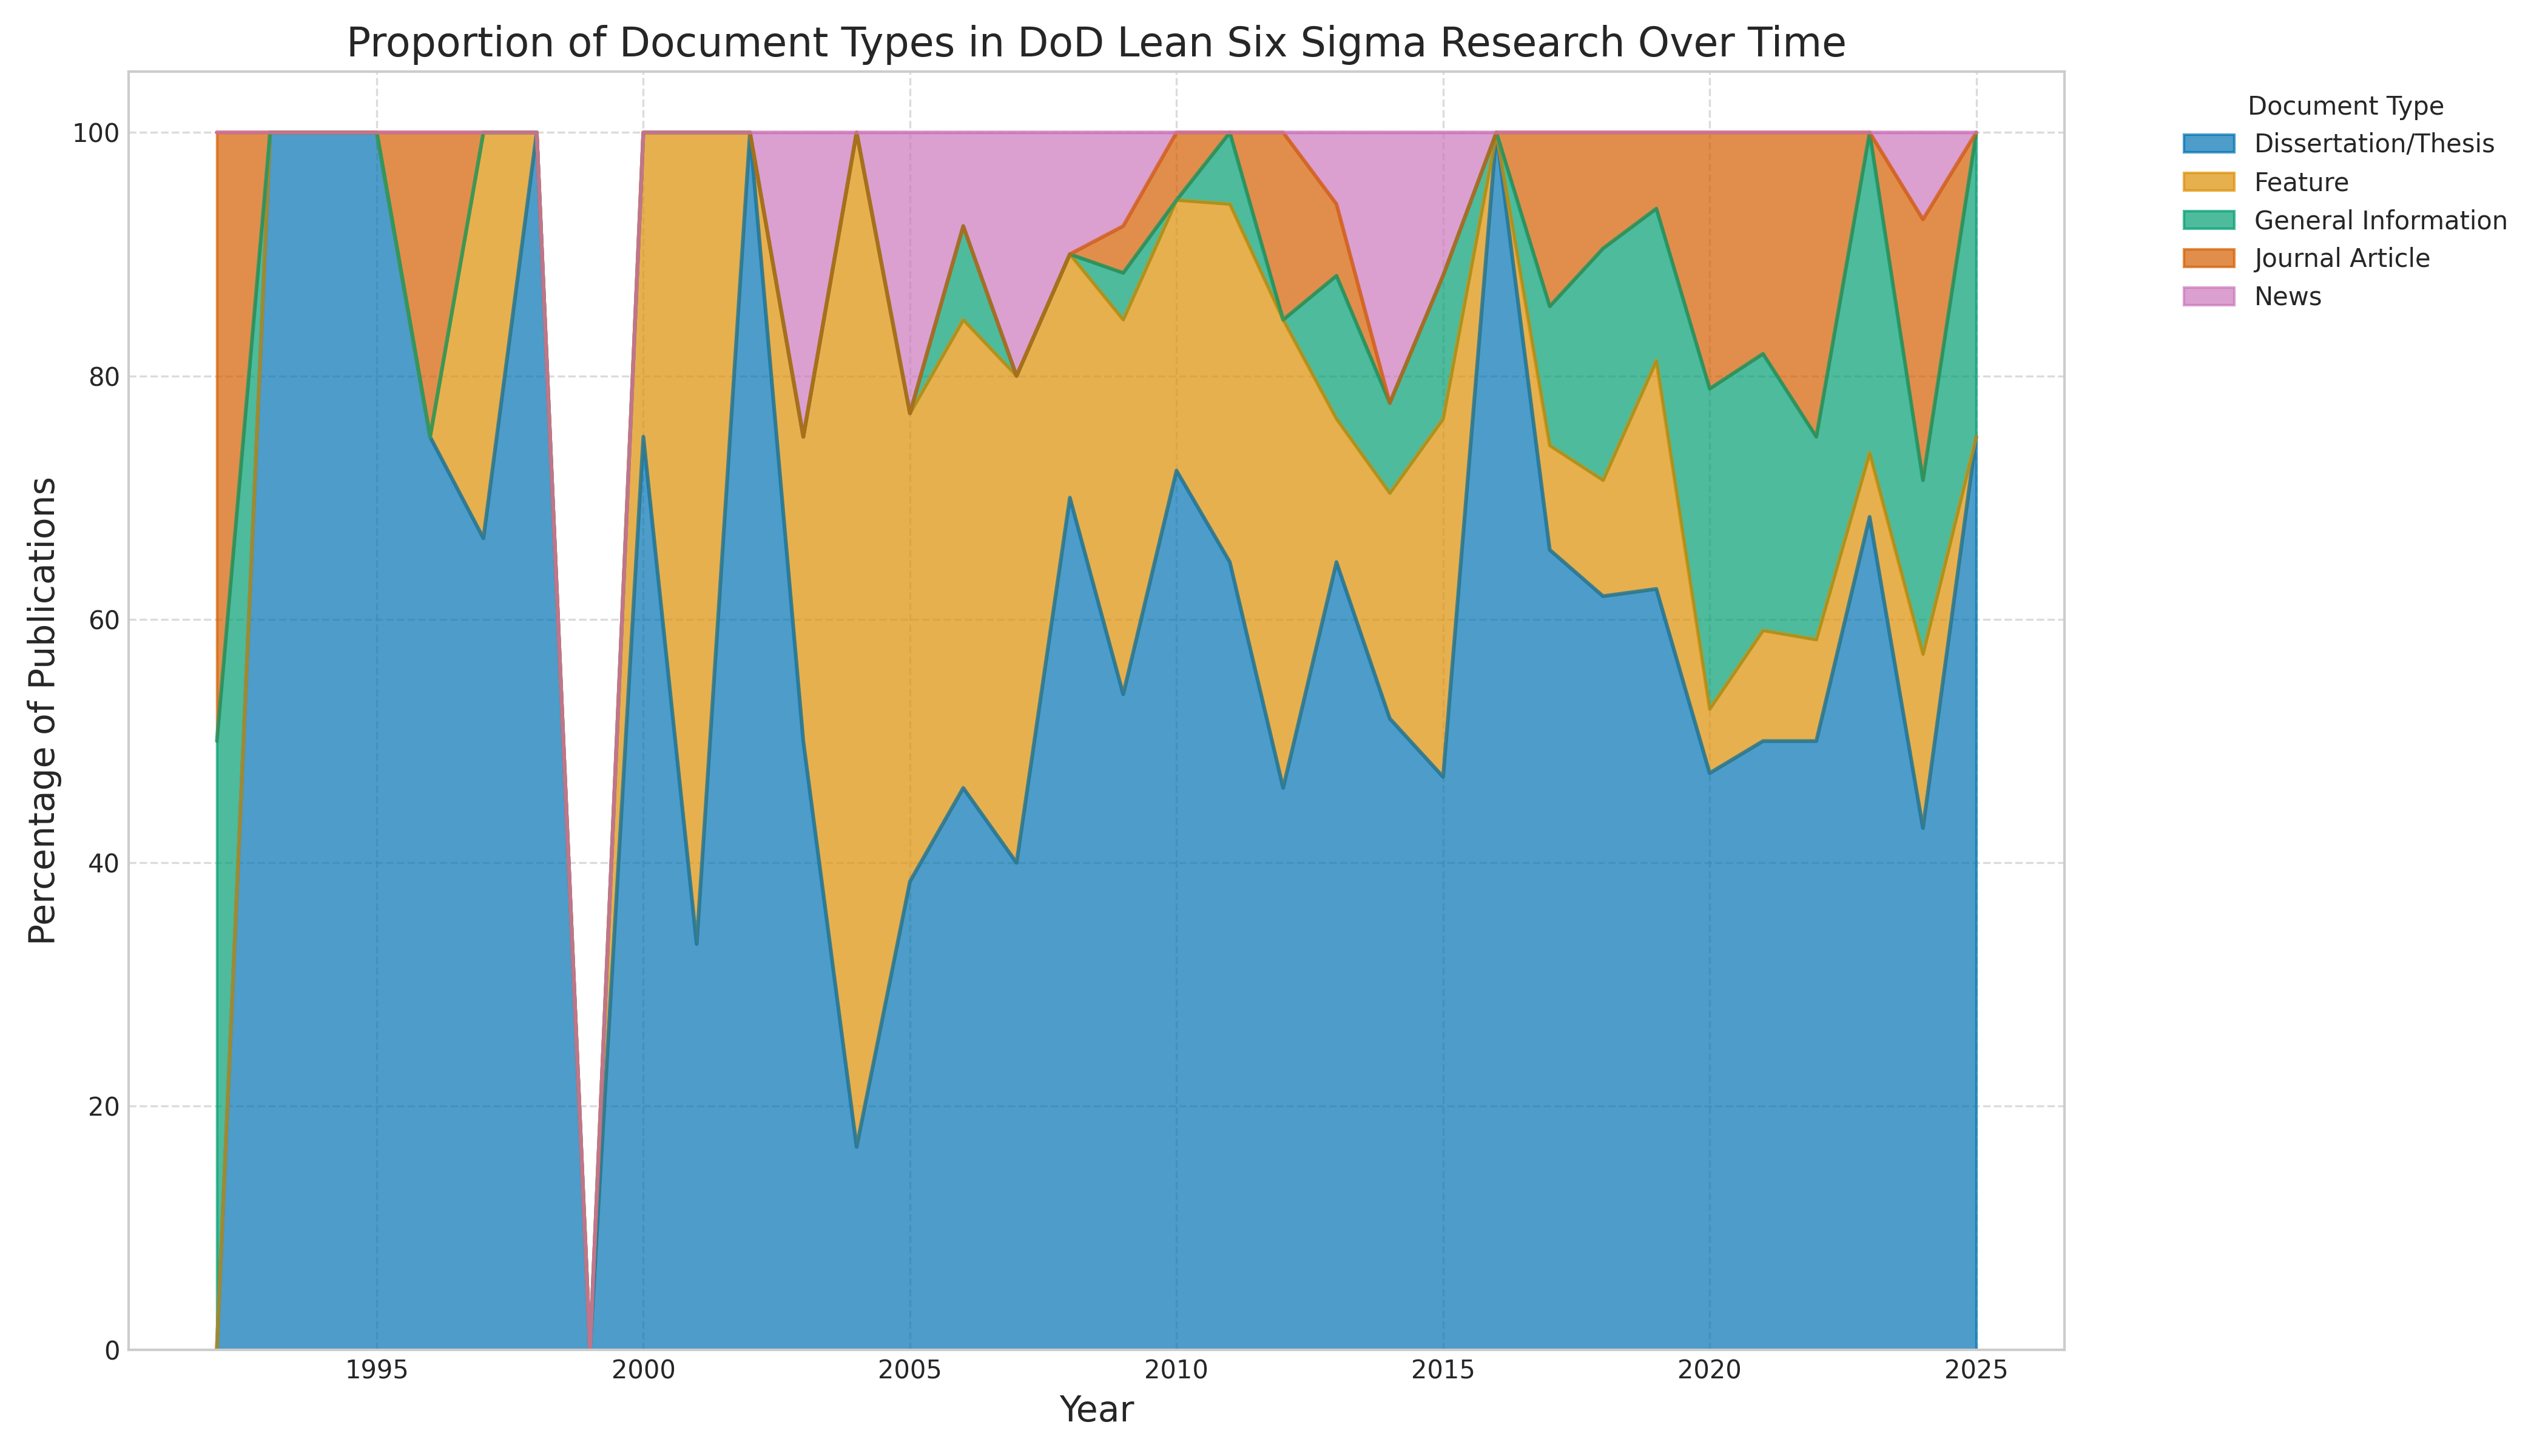 Proportion of Document Types in DoD Lean Six Sigma Research Over Time
Document Type
Dissertation/Thesis
Feature
General Information
Journal Article
News
Percentage of Publications
100
80
60
40
20
0
1995 2000 2005 2010 2015 2020 2025
Year